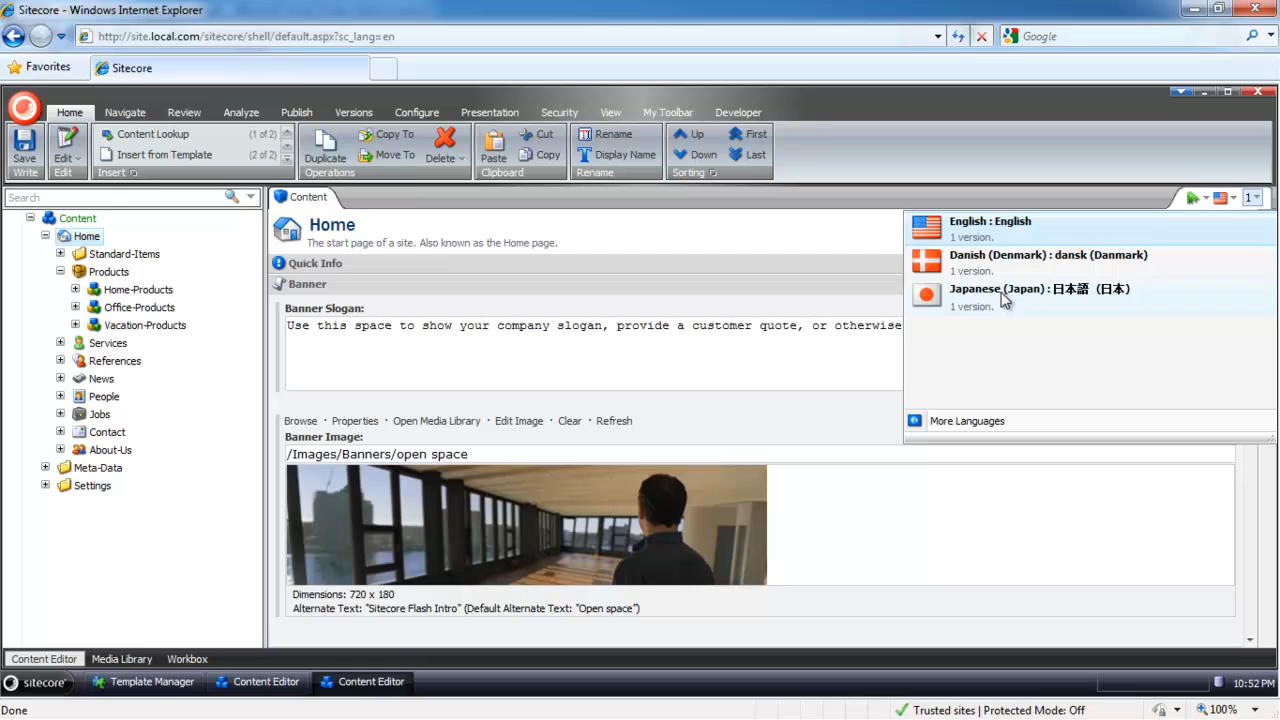 Sitecore - Windows Internet Explorer
http://site.local.com/sitecore/shell/default.aspx?sc_lang=en
Google
Favorites
Sitecore
Home Navigate Review Analyze Publish Versions Configure Presentation Security View My Toolbar Developer
Save
Write
Edit
Edit
Content Lookup (1 of 2)
Insert from Template (2 of 2)
Insert
Duplicate
Copy To
Move To
Delete
Operations
Paste
Cut
Copy
Clipboard
Rename
Display Name
Rename
Up First
Down Last
Sorting
Search
Content
Home
Standard-Items
Products
Home-Products
Office-Products
Vacation-Products
Services
References
News
People
Jobs
Contact
About-Us
Meta-Data
Settings
Content
1
Home
The start page of a site. Also known as the Home page.
Quick Info
Banner
Banner Slogan:
Use this space to show your company slogan, provide a customer quote, or otherwise
English : English
1 version.
Danish (Denmark) : dansk (Danmark)
1 version.
Japanese (Japan) : 日本語 (日本)
1 version.
More Languages
Browse · Properties · Open Media Library · Edit Image · Clear · Refresh
Banner Image:
/Images/Banners/open space
Dimensions: 720 x 180
Alternate Text: "Sitecore Flash Intro" (Default Alternate Text: "Open space")
Content Editor Media Library Workbox
sitecore Template Manager Content Editor Content Editor 10:52 PM
Done Trusted sites | Protected Mode: Off 100%